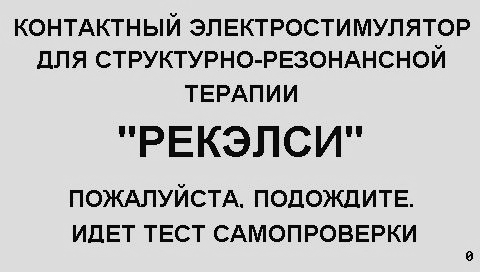 КОНТАКТНЫЙ ЭЛЕКТРОСТИМУЛЯТОР
ДЛЯ СТРУКТУРНО-РЕЗОНАНСНОЙ
ТЕРАПИИ
"РЕКЭЛСИ"
ПОЖАЛУЙСТА, ПОДОЖДИТЕ.
ИДЕТ ТЕСТ САМОПРОВЕРКИ
0